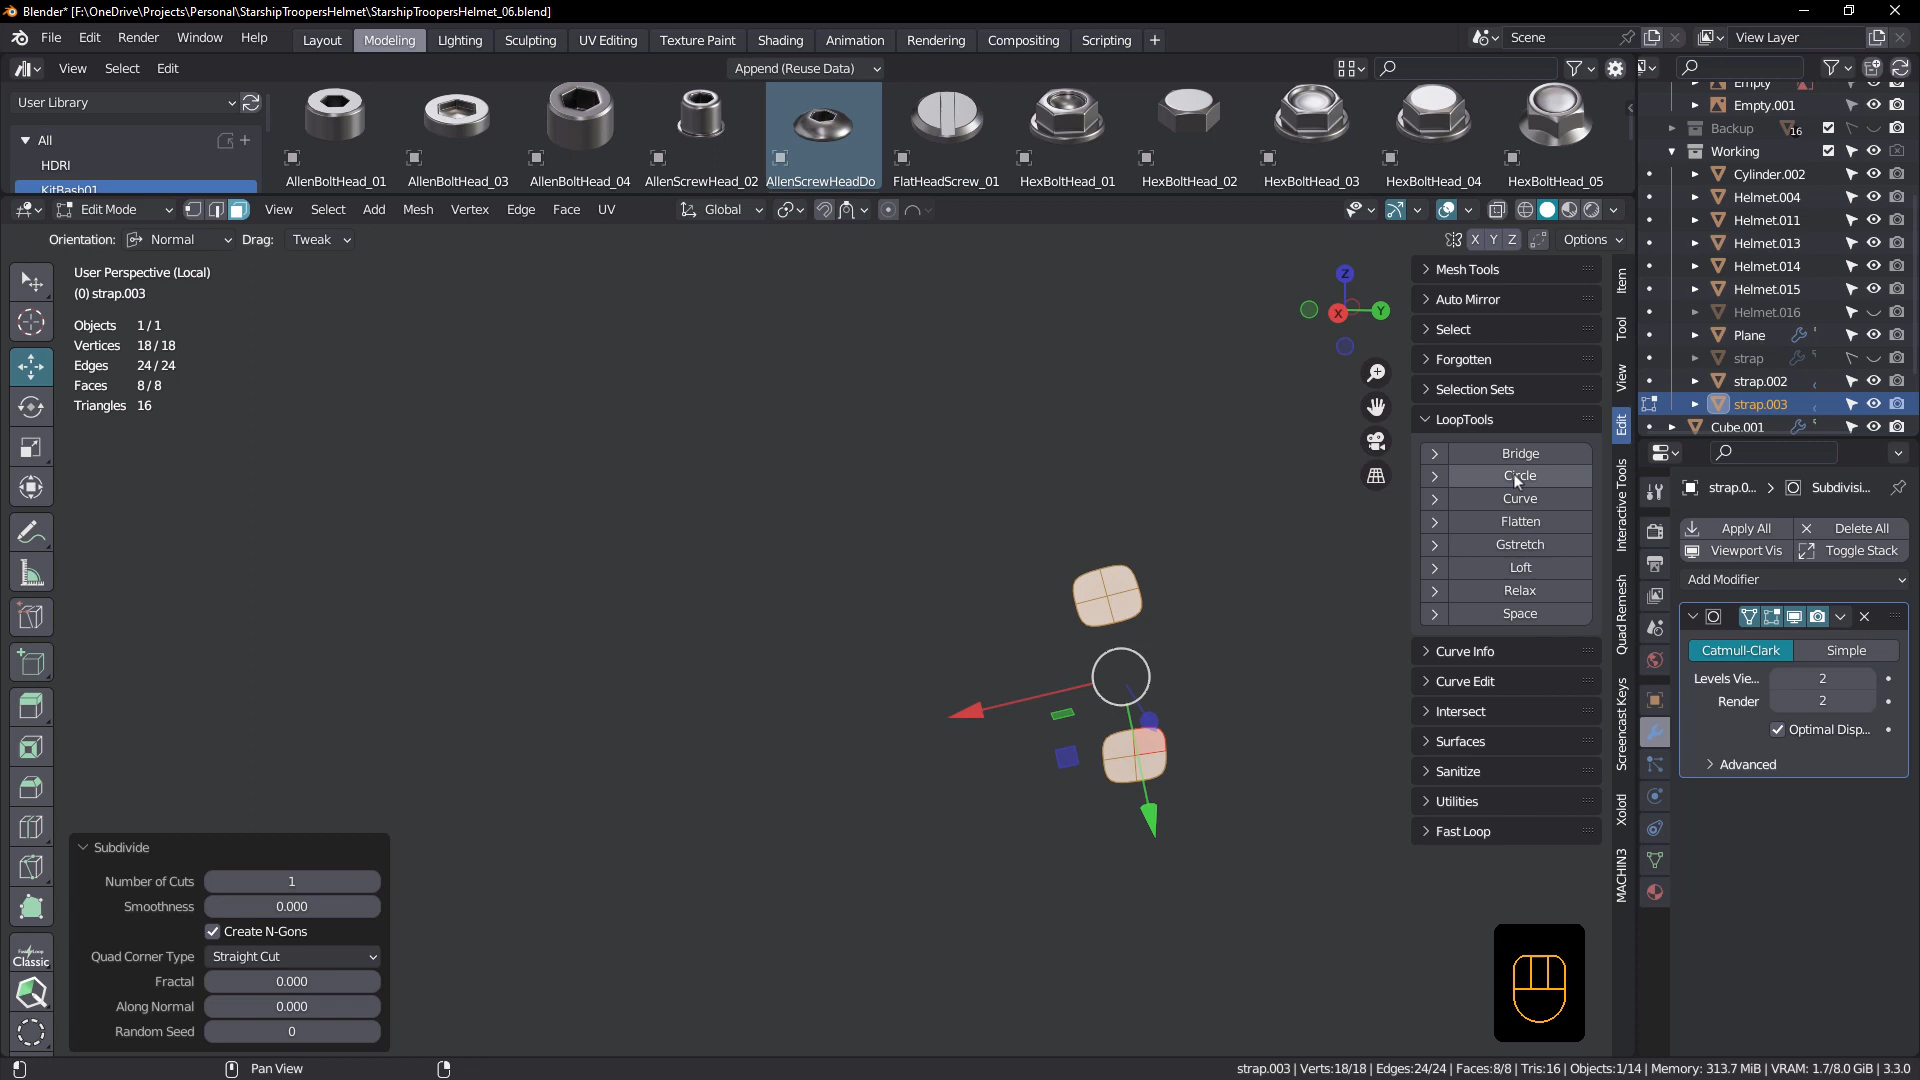 Blender* [F:\OneDrive\Projects\Personal\StarshipTroopersHelmet\StarshipTroopersHelmet_06.blend]
File Edit Render Window Help Layout Modeling Lighting Sculpting UV Editing Texture Paint Shading Animation Rendering Compositing Scripting + Scene View Layer
View Select Edit Append (Reuse Data)
User Library
All
HDRI
KitBash01
AllenBoltHead_01 AllenBoltHead_03 AllenBoltHead_04 AllenScrewHead_02 AllenScrewHeadDo FlatHeadScrew_01 HexBoltHead_01 HexBoltHead_02 HexBoltHead_03 HexBoltHead_04 HexBoltHead_05
Edit Mode View Select Add Mesh Vertex Edge Face UV Global
Orientation: Normal Drag: Tweak X Y Z Options
User Perspective (Local)
(0) strap.003
Objects 1/1
Vertices 18/18
Edges 24/24
Faces 8/8
Triangles 16
Z
X
Y
Mesh Tools
Auto Mirror
Select
Forgotten
Selection Sets
LoopTools
Bridge
Circle
Curve
Flatten
Gstretch
Loft
Relax
Space
Curve Info
Curve Edit
Intersect
Surfaces
Sanitize
Utilities
Fast Loop
Item
Tool
View
Edit
Interactive Tools
Quad Remesh
Screencast Keys
Xolotl
MACHIN3
Empty
Empty.001
Backup 16
Working
Cylinder.002
Helmet.004
Helmet.011
Helmet.013
Helmet.014
Helmet.015
Helmet.016
Plane
strap
strap.002
strap.003
Cube.001
strap.0... Subdivisi...
Apply All Delete All
Viewport Vis Toggle Stack
Add Modifier
Catmull-Clark Simple
Levels Vie... 2
Render 2
Optimal Disp...
Advanced
Classic
Subdivide
Number of Cuts 1
Smoothness 0.000
Create N-Gons
Quad Corner Type Straight Cut
Fractal 0.000
Along Normal 0.000
Random Seed 0
Pan View
strap.003 | Verts:18/18 | Edges:24/24 | Faces:8/8 | Tris:16 | Objects:1/14 | Memory: 313.7 MiB | VRAM: 1.7/8.0 GiB | 3.3.0